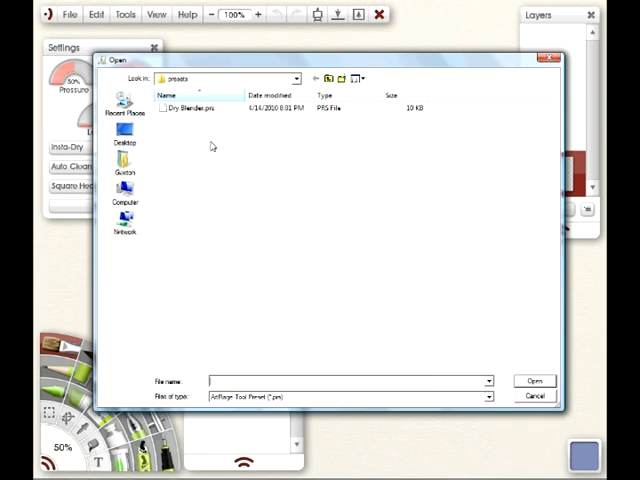 File Edit Tools View Help 100%
Layers
Settings
50%
Pressure
Insta-Dry
Auto Clean
Square Hea
50%
T
Open
Look in: presets
Name Date modified Type Size
Dry Blender.prs 4/14/2010 8:01 PM PRS File 10 KB
Recent Places
Desktop
Gaxton
Computer
Network
File name: Open
Files of type: ArtRage Tool Preset (*.prs) Cancel